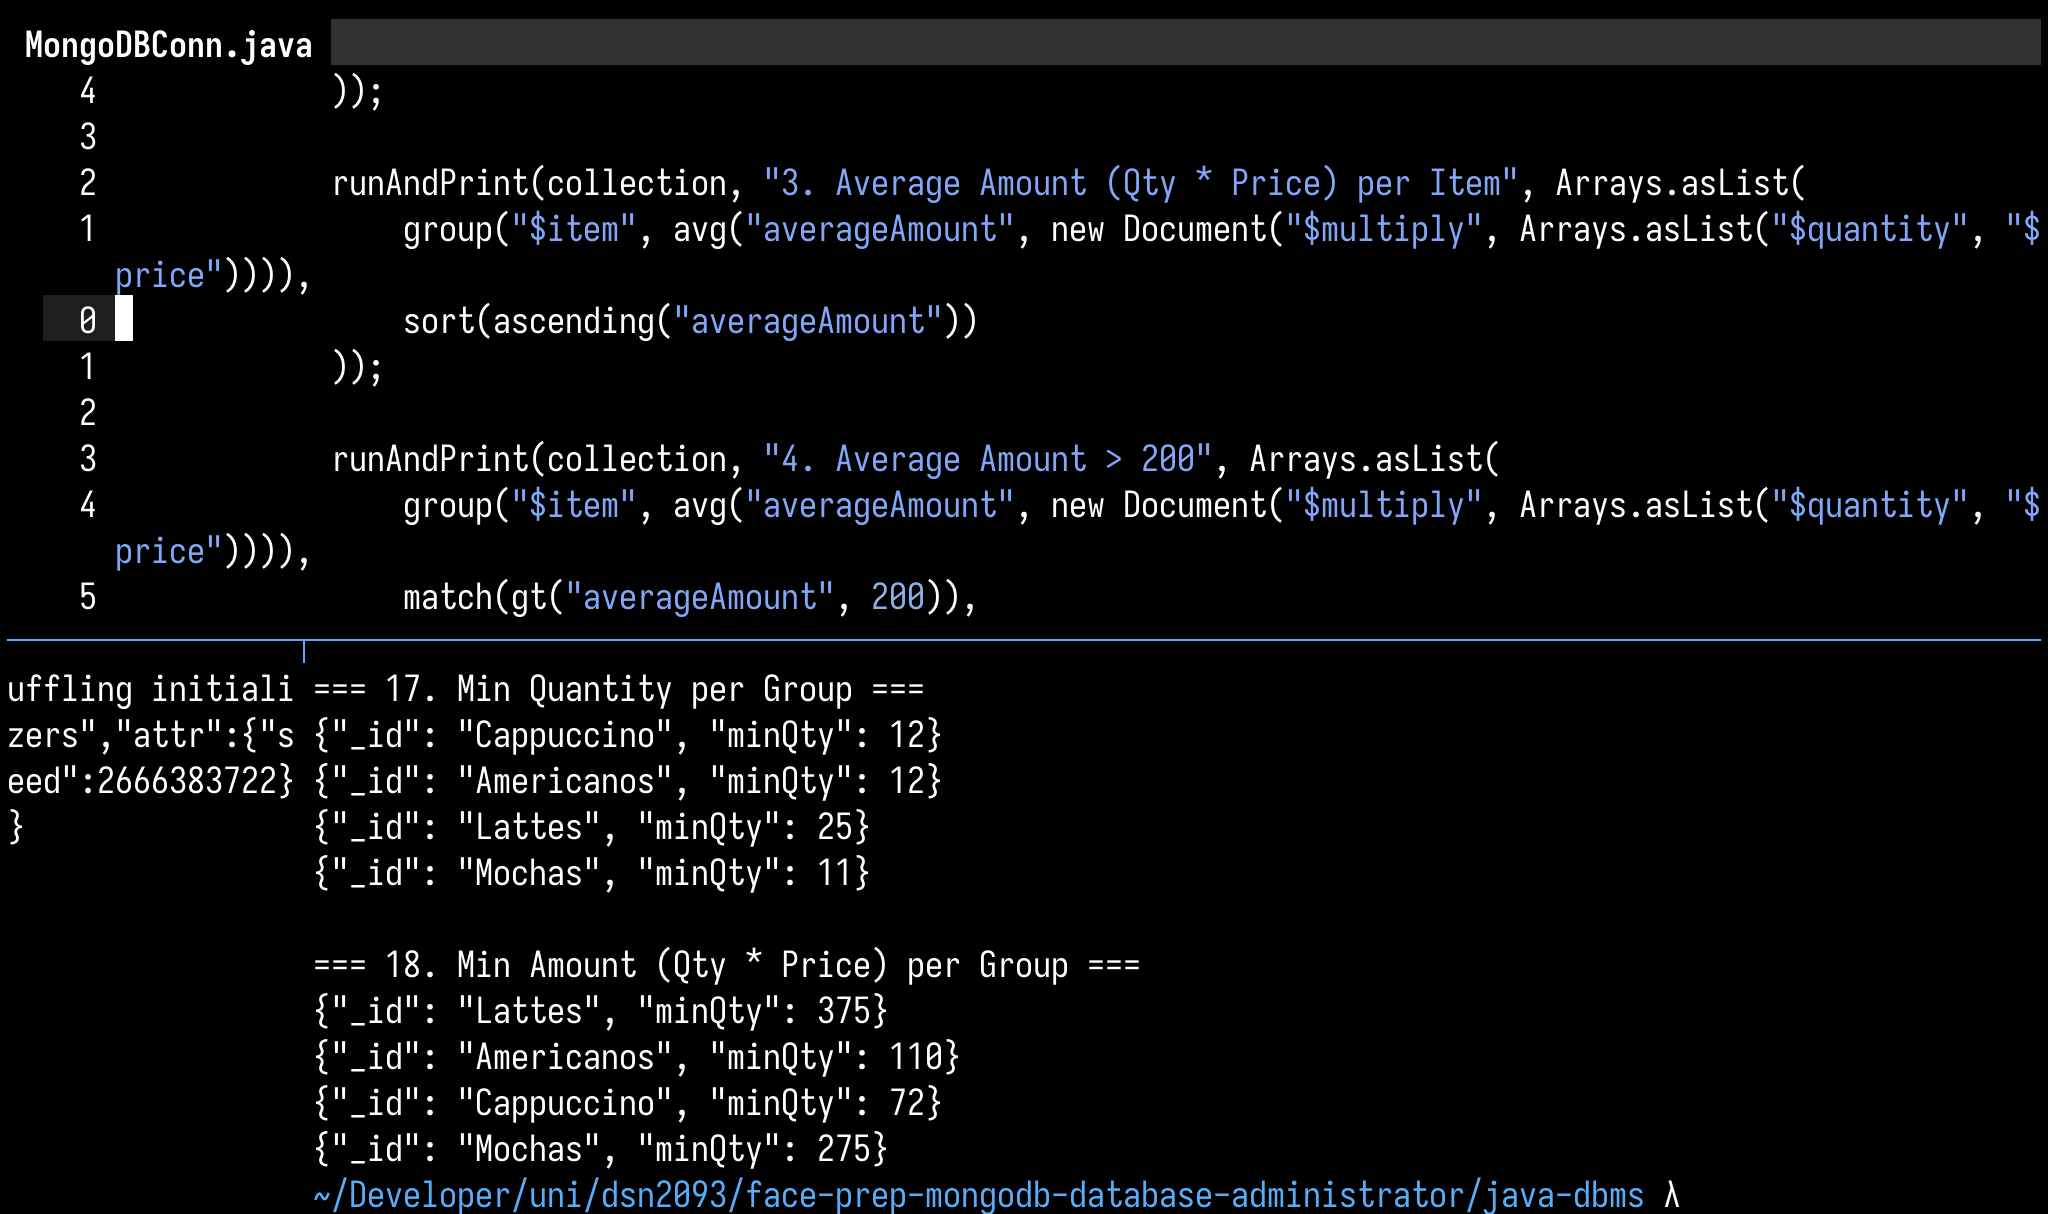 MongoDBConn.java
4 ));
3
2 runAndPrint(collection, "3. Average Amount (Qty * Price) per Item", Arrays.asList(
1 group("$item", avg("averageAmount", new Document("$multiply", Arrays.asList("$quantity", "$
price")))),
0 sort(ascending("averageAmount"))
1 ));
2
3 runAndPrint(collection, "4. Average Amount > 200", Arrays.asList(
4 group("$item", avg("averageAmount", new Document("$multiply", Arrays.asList("$quantity", "$
price")))),
5 match(gt("averageAmount", 200)),
uffling initiali
zers","attr":{"s
eed":2666383722}
}
=== 17. Min Quantity per Group ===
{"_id": "Cappuccino", "minQty": 12}
{"_id": "Americanos", "minQty": 12}
{"_id": "Lattes", "minQty": 25}
{"_id": "Mochas", "minQty": 11}
=== 18. Min Amount (Qty * Price) per Group ===
{"_id": "Lattes", "minQty": 375}
{"_id": "Americanos", "minQty": 110}
{"_id": "Cappuccino", "minQty": 72}
{"_id": "Mochas", "minQty": 275}
~/Developer/uni/dsn2093/face-prep-mongodb-database-administrator/java-dbms λ